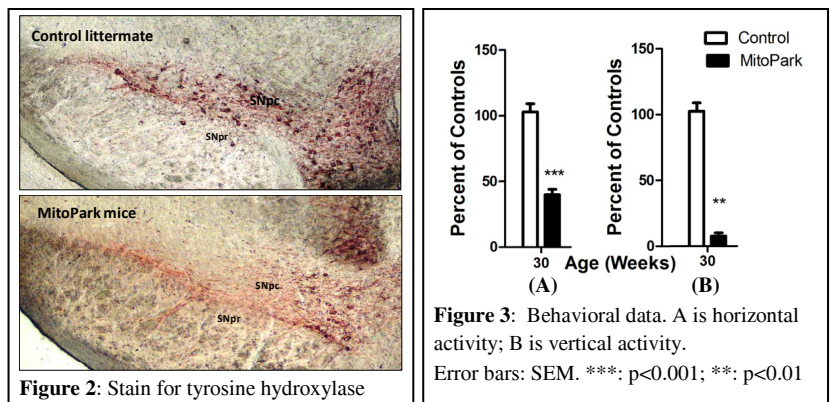 Control littermate
SNpc
SNpr
MitoPark mice
SNpc
SNpr
Figure 2: Stain for tyrosine hydroxylase
Control
MitoPark
Percent of Controls
150
100
50
0
***
30
(A)
Age (Weeks)
Percent of Controls
150
100
50
0
**
30
(B)
Figure 3: Behavioral data. A is horizontal
activity; B is vertical activity.
Error bars: SEM. ***: p<0.001; **: p<0.01